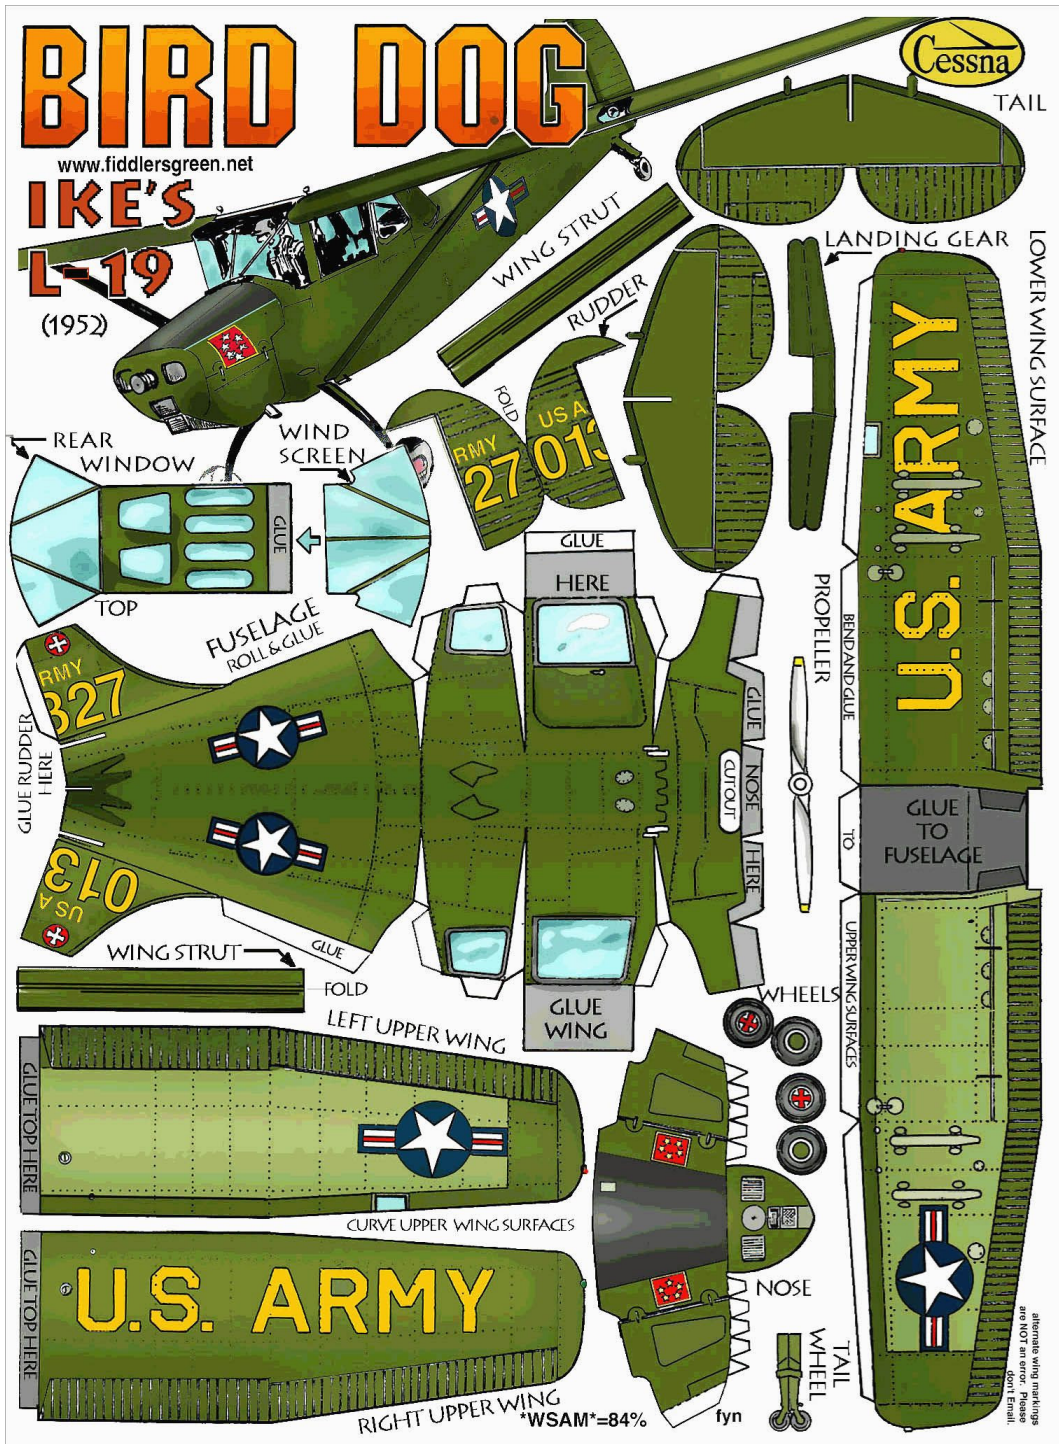 BIRD DOG
Cessna
TAIL
www.fiddlersgreen.net
IKE'S
L-19
(1952)
WING STRUT
RUDDER
LANDING GEAR
LOWER WING SURFACE
U.S. ARMY
REAR
WINDOW
WIND
SCREEN
FOLD
RMY
27
USA
013
GLUE
TOP
GLUE
HERE
FUSELAGE
ROLL & GLUE
PROPELLER
BEND AND GLUE
TO
UPPER WING SURFACES
RMY
327
GLUE RUDDER
HERE
GLUE
NOSE
HERE
CUTOUT
GLUE
TO
FUSELAGE
013
USA
GLUE
WING STRUT
FOLD
GLUE
WING
WHEELS
LEFT UPPER WING
GLUE TOP HERE
CURVE UPPER WING SURFACES
GLUE TOP HERE
U.S. ARMY
RIGHT UPPER WING
NOSE
TAIL
WHEEL
*WSAM*=84%
fyn
alternate wing markings
are NOT an error. Please
don't Email.